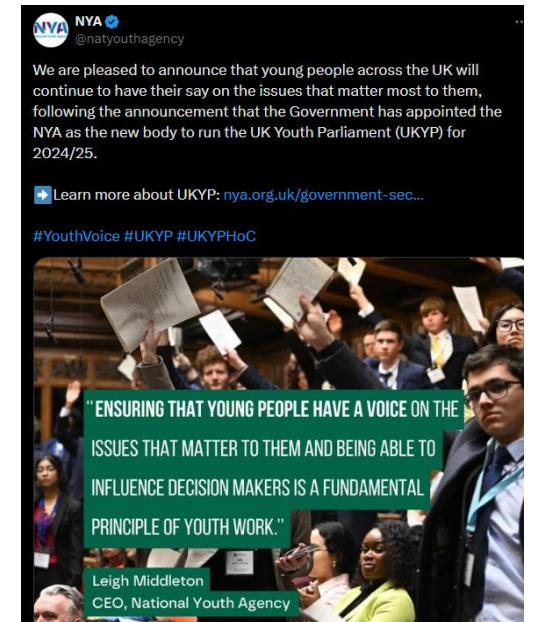 NYA
NYA
@natyouthagency
We are pleased to announce that young people across the UK will
continue to have their say on the issues that matter most to them,
following the announcement that the Government has appointed the
NYA as the new body to run the UK Youth Parliament (UKYP) for
2024/25.
➡Learn more about UKYP: nya.org.uk/government-sec...
#YouthVoice #UKYP #UKYPHoC
"ENSURING THAT YOUNG PEOPLE HAVE A VOICE ON THE
ISSUES THAT MATTER TO THEM AND BEING ABLE TO
INFLUENCE DECISION MAKERS IS A FUNDAMENTAL
PRINCIPLE OF YOUTH WORK."
Leigh Middleton
CEO, National Youth Agency